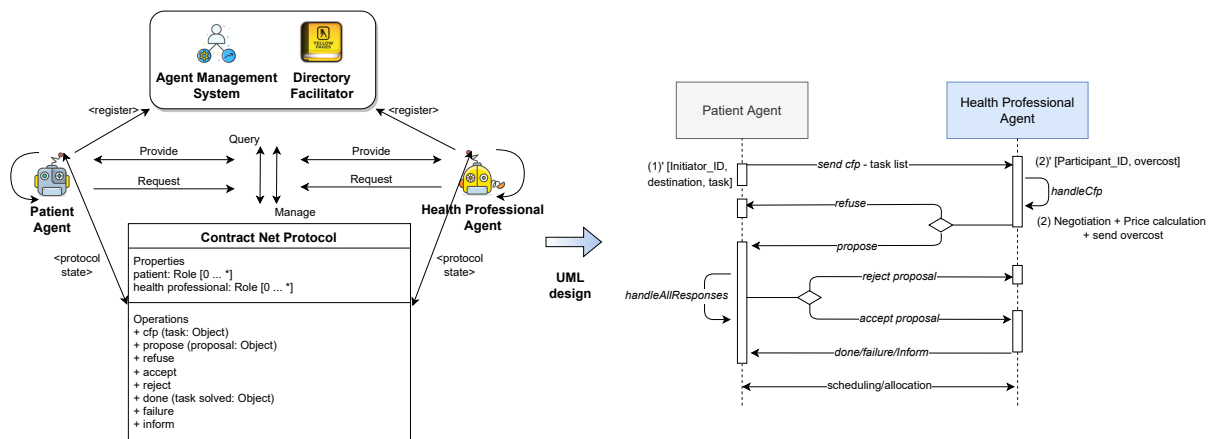 YELLOW
PAGES
Agent Management
System
Directory
Facilitator
<register>
<register>
Query
Provide
Provide
Request
Request
Manage
Patient
Agent
Health Professional
Agent
<protocol
state>
<protocol
state>
Contract Net Protocol
Properties
patient: Role [0 ... *]
health professional: Role [0 ... *]
Operations
+ cfp (task: Object)
+ propose (proposal: Object)
+ refuse
+ accept
+ reject
+ done (task solved: Object)
+ failure
+ inform
UML
design
Patient Agent
Health Professional
Agent
(1)' [Initiator_ID,
destination, task]
send cfp - task list
(2)' [Participant_ID, overcost]
handleCfp
refuse
(2) Negotiation + Price calculation
+ send overcost
propose
reject proposal
handleAllResponses
accept proposal
done/failure/Inform
scheduling/allocation